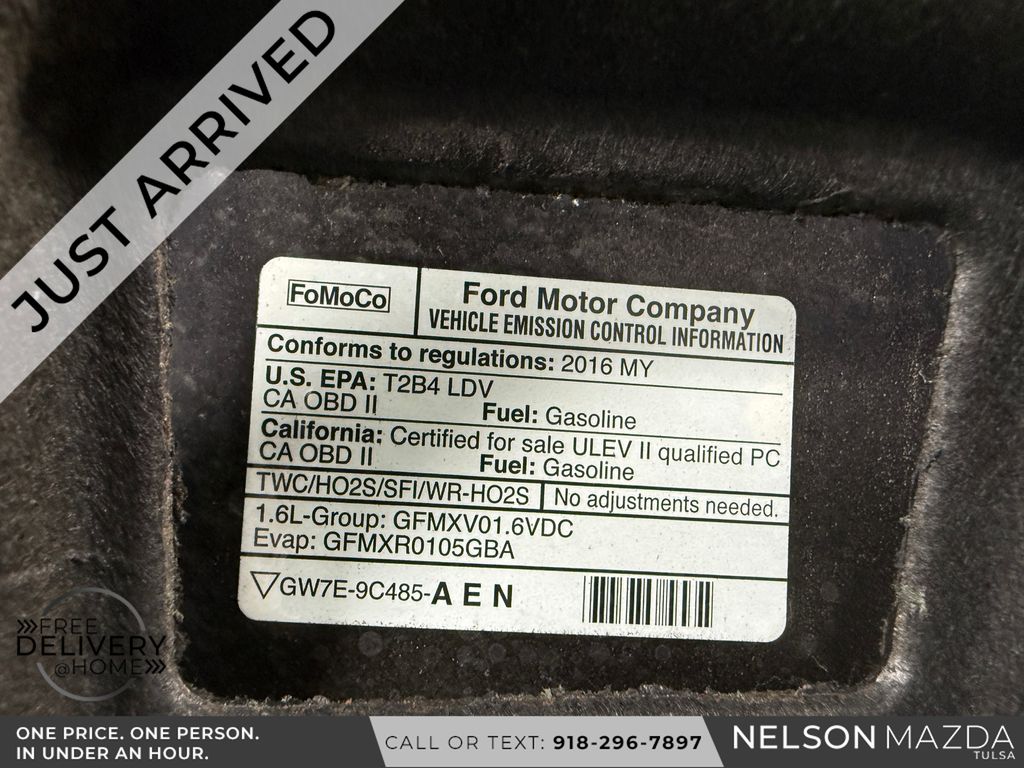 JUST ARRIVED
FoMoCo
Ford Motor Company
VEHICLE EMISSION CONTROL INFORMATION
Conforms to regulations: 2016 MY
U.S. EPA: T2B4 LDV
CA OBD II Fuel: Gasoline
California: Certified for sale ULEV II qualified PC
CA OBD II Fuel: Gasoline
TWC/HO2S/SFI/WR-HO2S No adjustments needed.
1.6L-Group: GFMXV01.6VDC
Evap: GFMXR0105GBA
GW7E-9C485-A E N
FREE
DELIVERY
@HOME
ONE PRICE. ONE PERSON.
IN UNDER AN HOUR.
CALL OR TEXT: 918-296-7897
NELSON MAZDA
TULSA